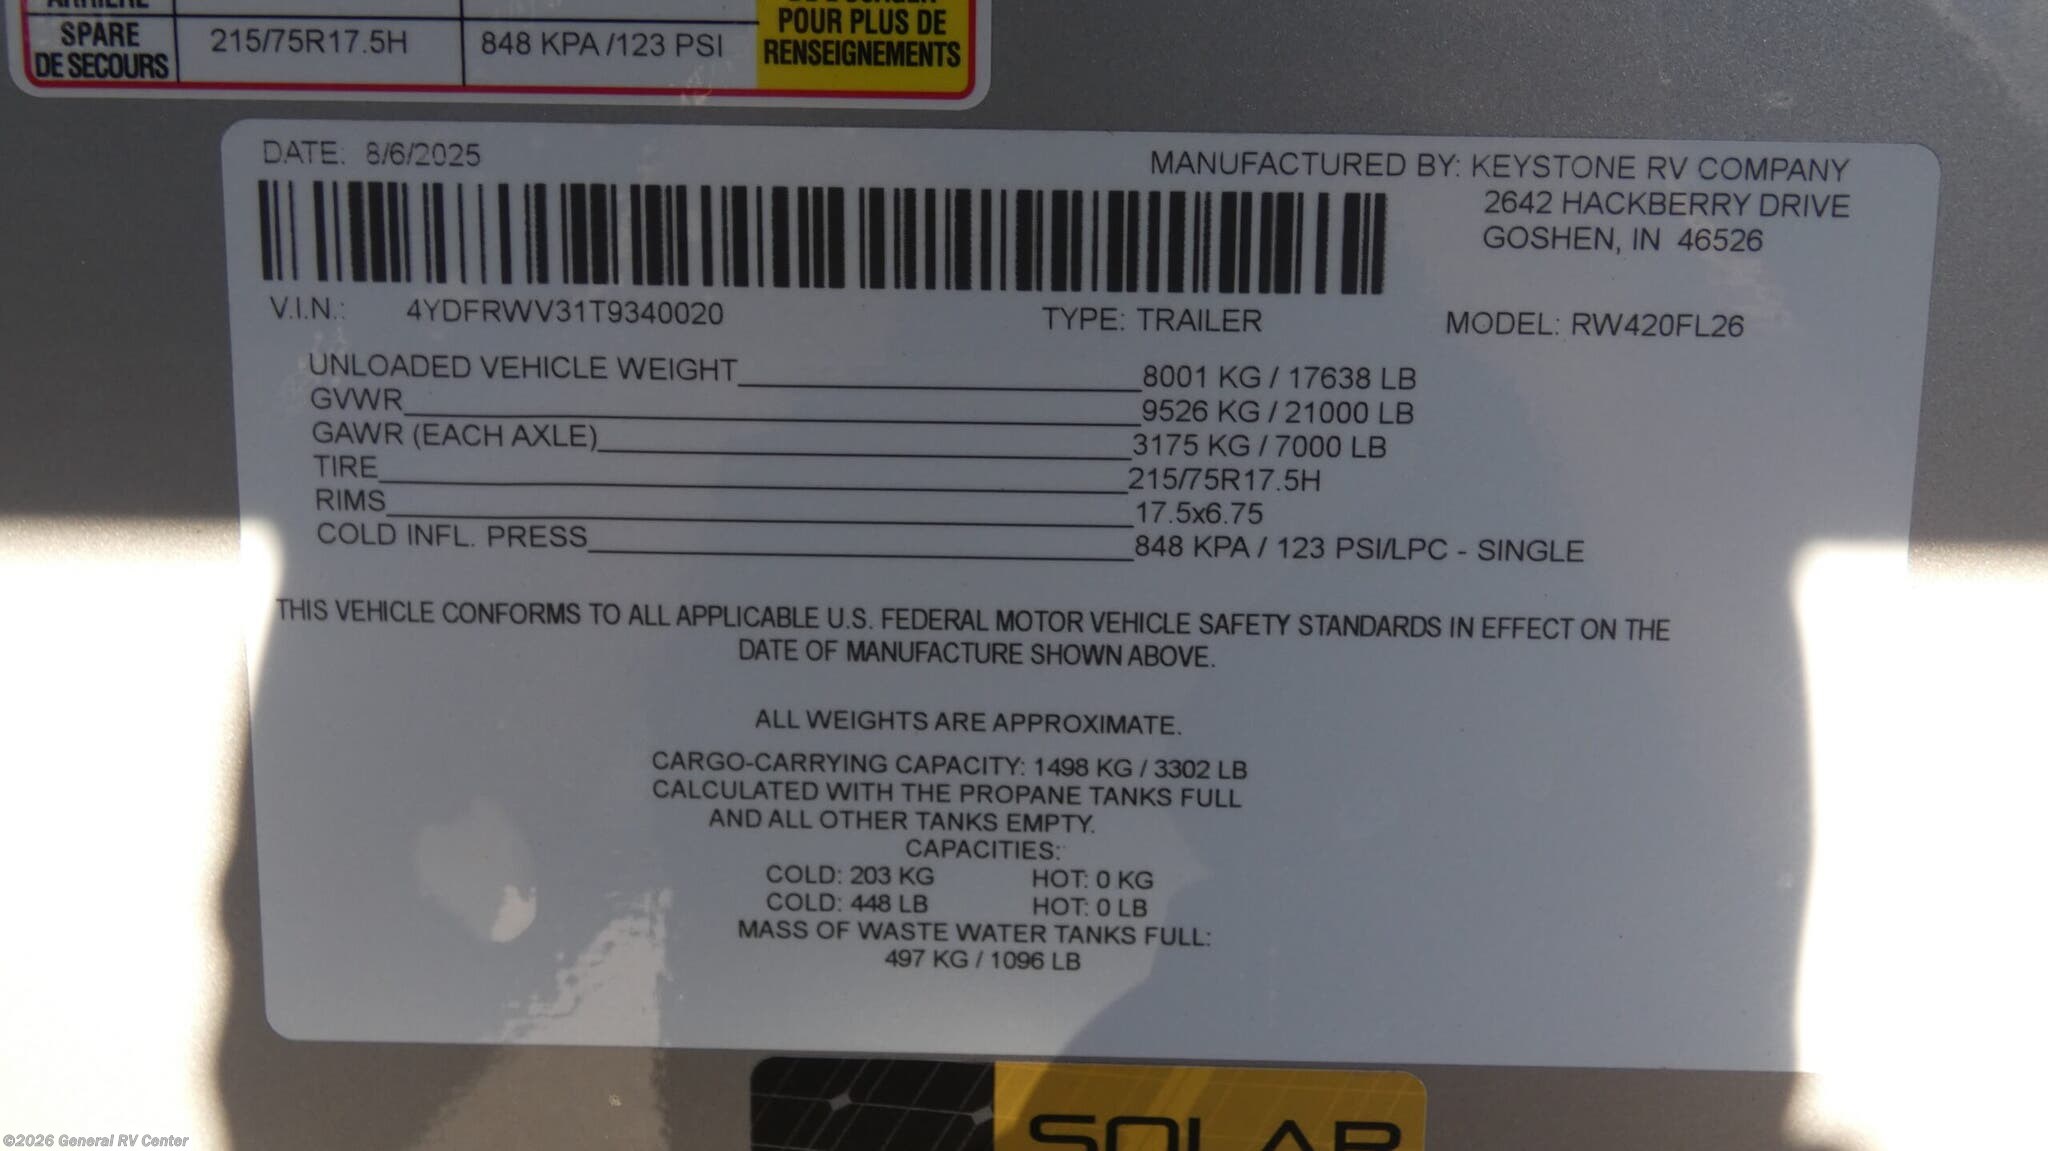 ARRIÈRE
SPARE
DE SECOURS
215/75R17.5H
848 KPA /123 PSI
POUR PLUS DE
RENSEIGNEMENTS
DATE: 8/6/2025
MANUFACTURED BY: KEYSTONE RV COMPANY
2642 HACKBERRY DRIVE
GOSHEN, IN 46526
V.I.N.: 4YDFRWV31T9340020
TYPE: TRAILER
MODEL: RW420FL26
UNLOADED VEHICLE WEIGHT 8001 KG / 17638 LB
GVWR 9526 KG / 21000 LB
GAWR (EACH AXLE) 3175 KG / 7000 LB
TIRE 215/75R17.5H
RIMS 17.5x6.75
COLD INFL. PRESS 848 KPA / 123 PSI/LPC - SINGLE
THIS VEHICLE CONFORMS TO ALL APPLICABLE U.S. FEDERAL MOTOR VEHICLE SAFETY STANDARDS IN EFFECT ON THE
DATE OF MANUFACTURE SHOWN ABOVE.
ALL WEIGHTS ARE APPROXIMATE.
CARGO-CARRYING CAPACITY: 1498 KG / 3302 LB
CALCULATED WITH THE PROPANE TANKS FULL
AND ALL OTHER TANKS EMPTY.
CAPACITIES:
COLD: 203 KG HOT: 0 KG
COLD: 448 LB HOT: 0 LB
MASS OF WASTE WATER TANKS FULL:
497 KG / 1096 LB
SOLAR
©2026 General RV Center